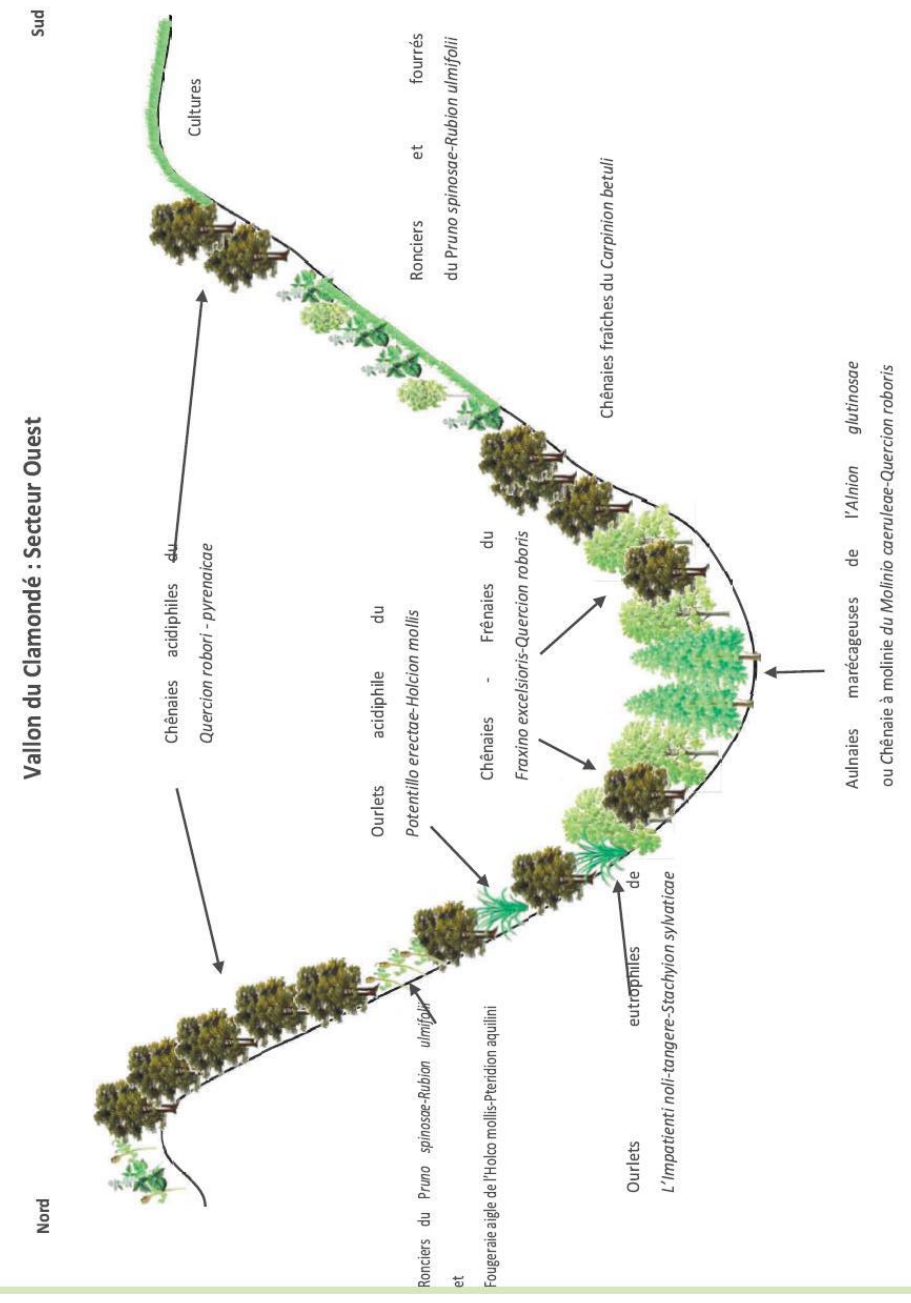 Vallon du Clamondé : Secteur Ouest
Nord
Sud
Chênaies acidiphiles du
Quercion robori - pyrenaicae
Cultures
Ourlets acidiphile du
Potentillo erectae-Holcion mollis
Ronciers et fourrés
du Pruno spinosae-Rubion ulmifolii
Ronciers du Pruno spinosae-Rubion ulmifolii
et
Fougeraie aigle de l'Holco mollis-Pteridion aquilini
Chênaies - Frênaies du
Fraxino excelsioris-Quercion roboris
Chênaies fraîches du Carpinion betuli
Ourlets eutrophiles de
L'Impatienti noli-tangere-Stachyion sylvaticae
Aulnaies marécageuses de l'Alnion glutinosae
ou Chênaie à molinie du Molinio caeruleae-Quercion roboris